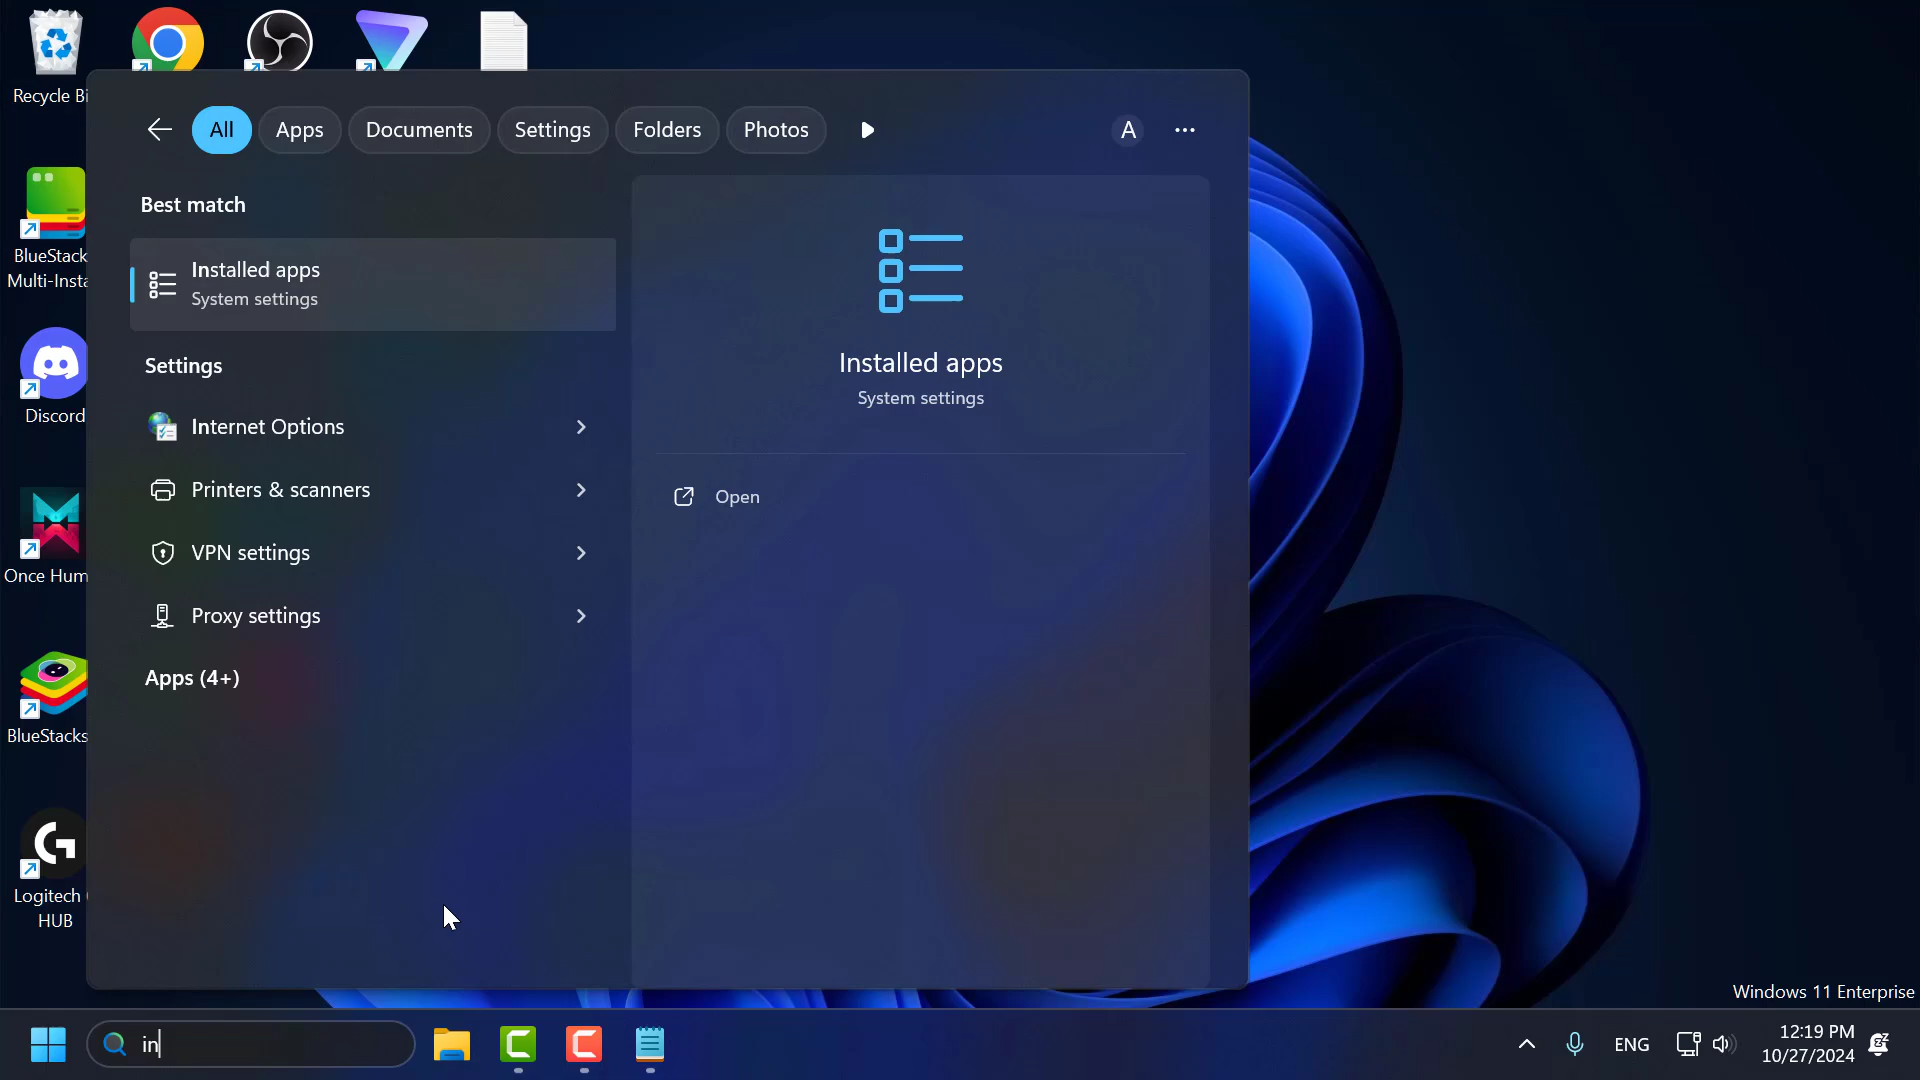 Recycle Bi
All
Apps
Documents
Settings
Folders
Photos
A
Best match
Installed apps
System settings
Settings
Internet Options
Printers & scanners
VPN settings
Proxy settings
Apps (4+)
Installed apps
System settings
Open
BlueStack
Multi-Insta
Discord
Once Hum
BlueStacks
Logitech
HUB
Windows 11 Enterprise
in
ENG
12:19 PM
10/27/2024